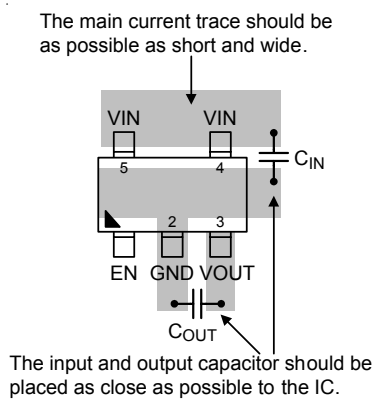 The main current trace should be
as possible as short and wide.
VIN VIN
5 4
CIN
2 3
EN GND VOUT
COUT
The input and output capacitor should be
placed as close as possible to the IC.